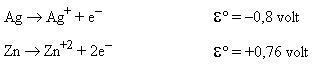 Ag → Ag⁺ + e⁻ ε° = –0,8 volt
Zn → Zn⁺² + 2e⁻ ε° = +0,76 volt